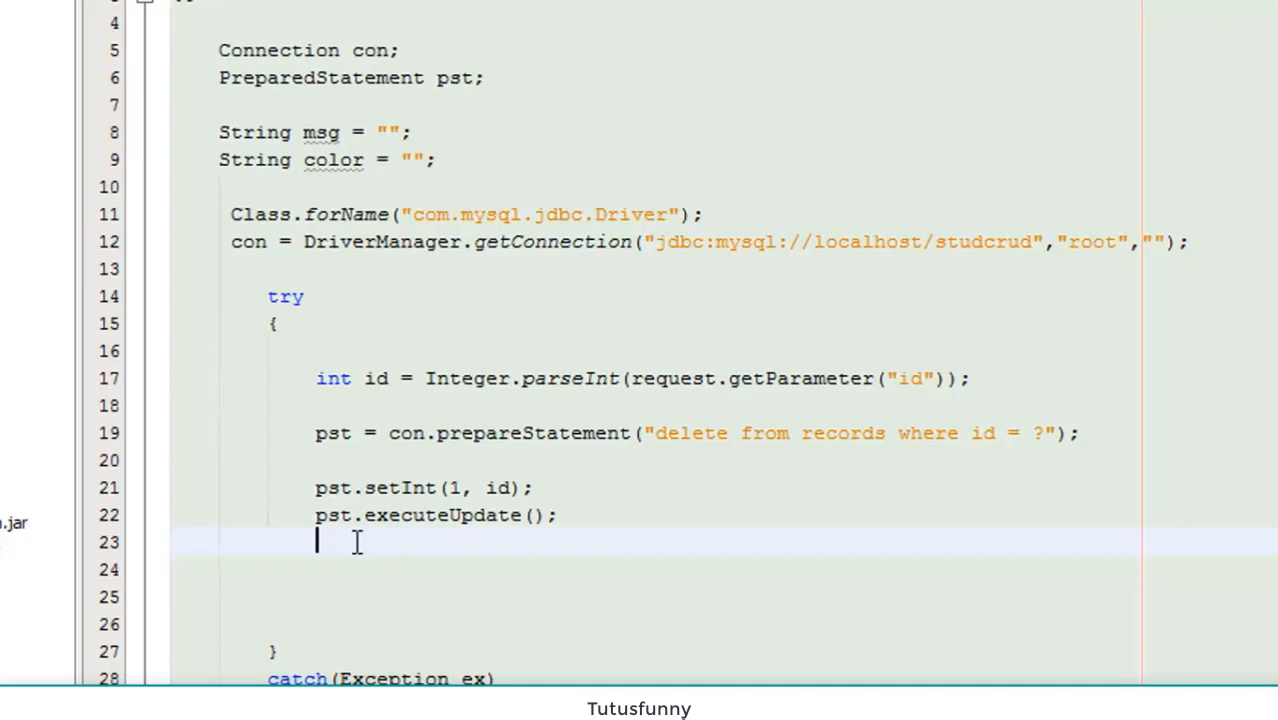 4
5 Connection con;
6 PreparedStatement pst;
7
8 String msg = "";
9 String color = "";
10
11 Class.forName("com.mysql.jdbc.Driver");
12 con = DriverManager.getConnection("jdbc:mysql://localhost/studcrud","root","");
13
14 try
15 {
16
17 int id = Integer.parseInt(request.getParameter("id"));
18
19 pst = con.prepareStatement("delete from records where id = ?");
20
21 pst.setInt(1, id);
22 pst.executeUpdate();
.jar
23
24
25
26
27 }
28 catch(Exception ex)
Tutusfunny